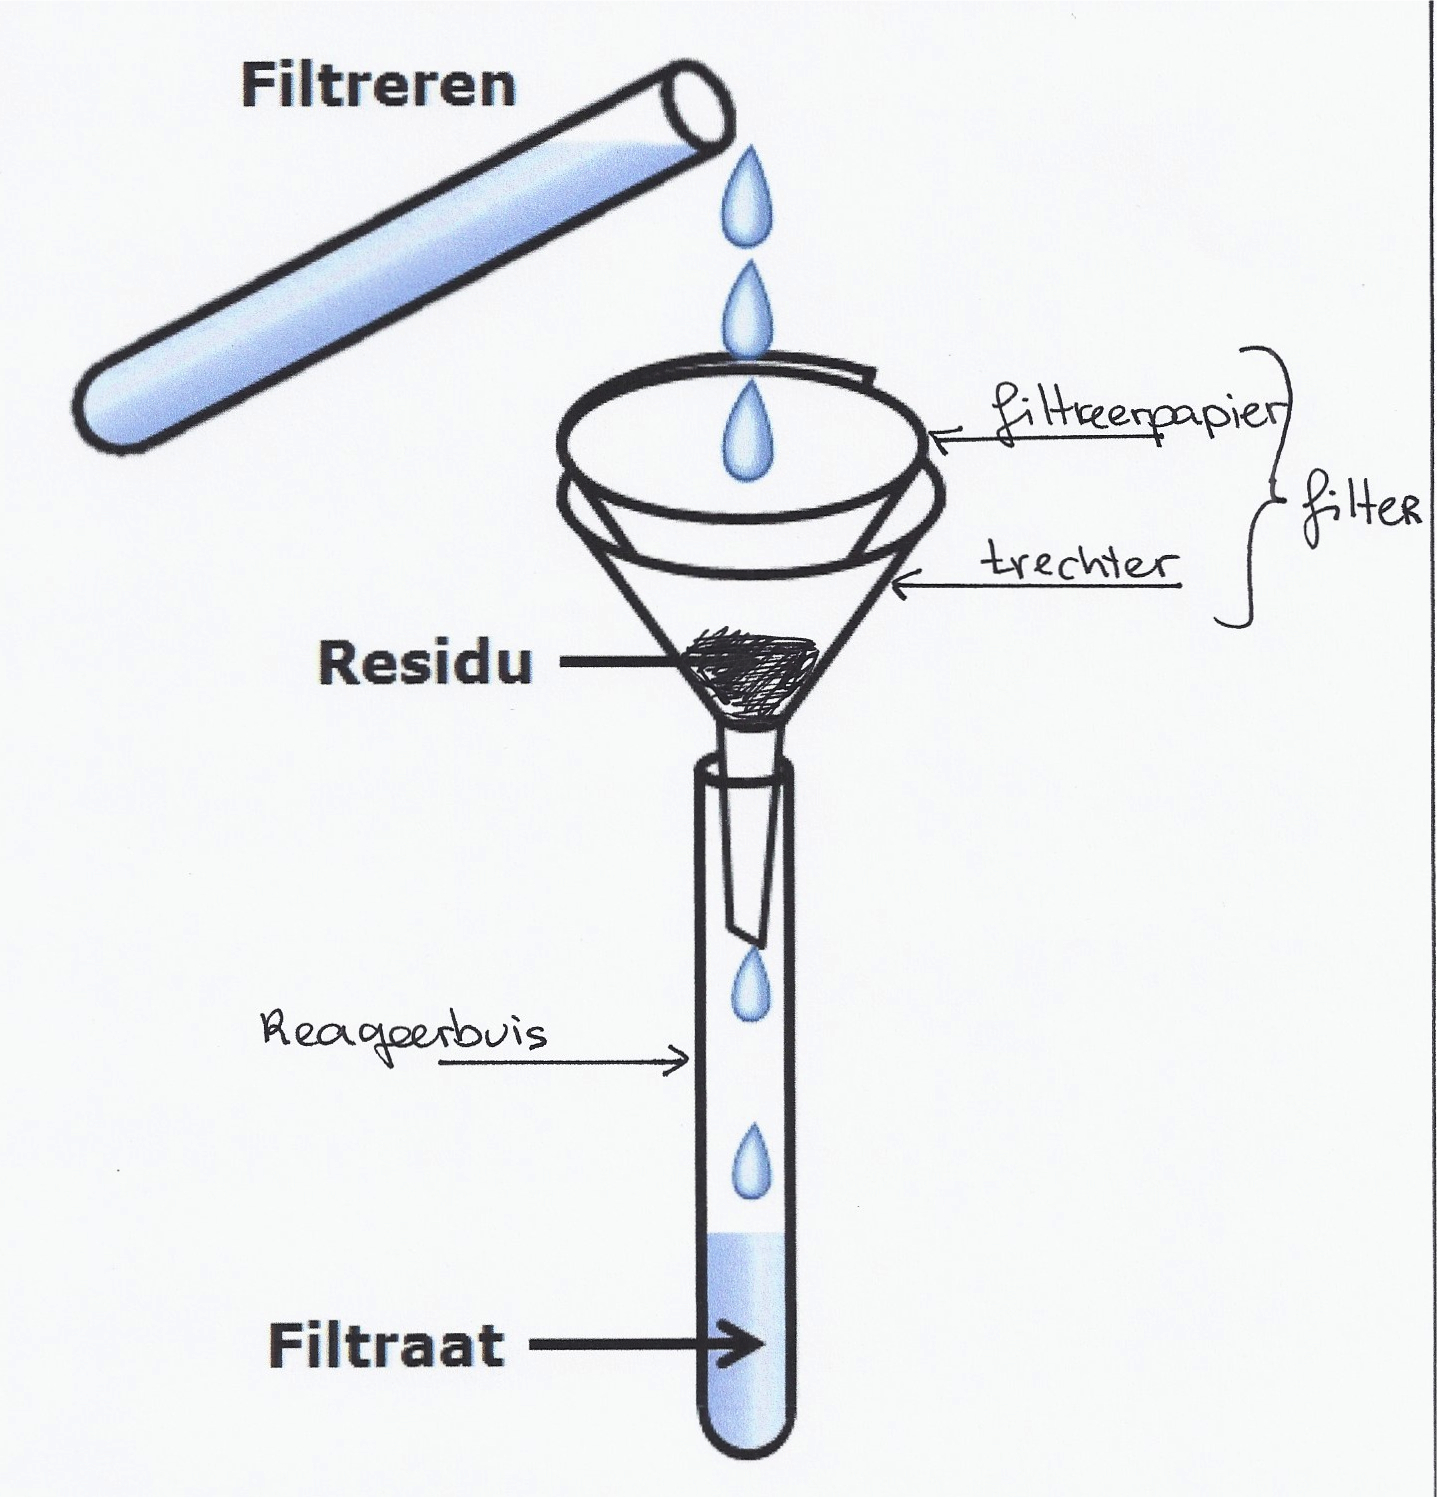 Filtreren
filtreerpapier
filter
trechter
Residu
Reageerbuis
Filtraat